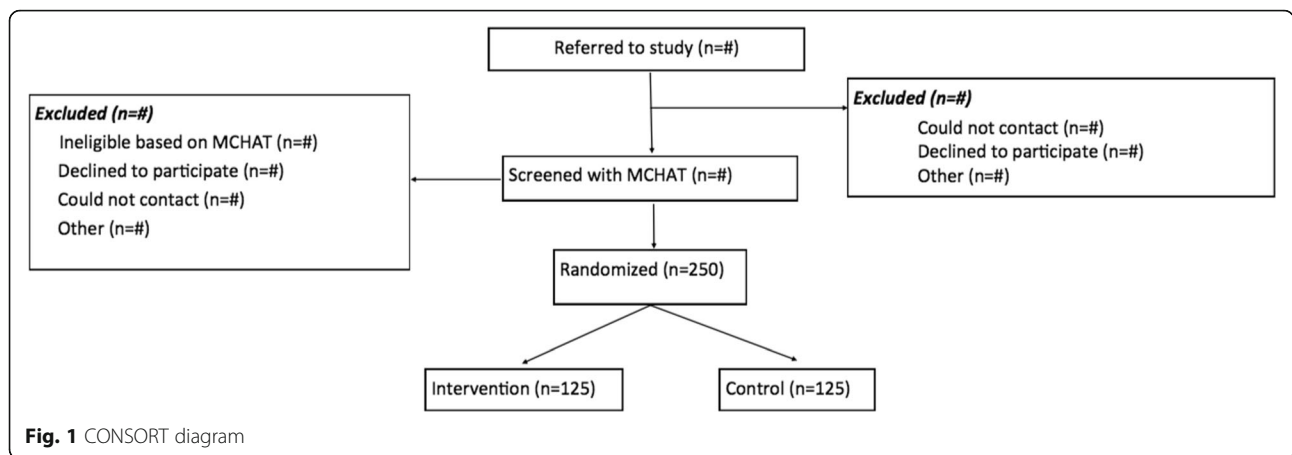 Referred to study (n=#)
Excluded (n=#)
Could not contact (n=#)
Declined to participate (n=#)
Other (n=#)
Excluded (n=#)
Ineligible based on MCHAT (n=#)
Declined to participate (n=#)
Could not contact (n=#)
Other (n=#)
Screened with MCHAT (n=#)
Randomized (n=250)
Intervention (n=125)
Control (n=125)
Fig. 1 CONSORT diagram